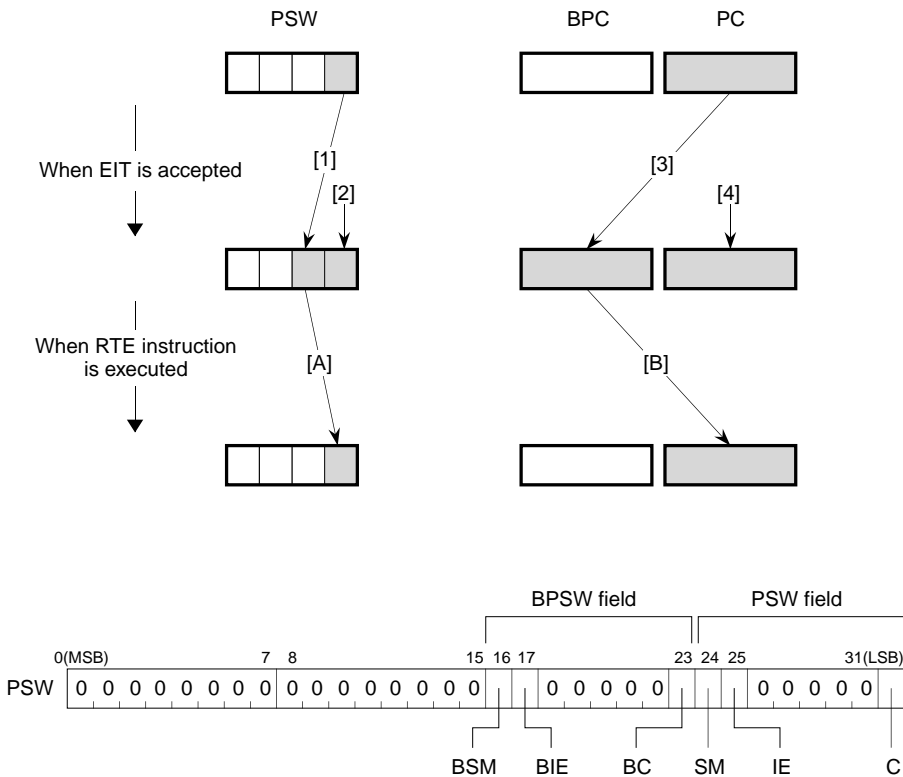 PSW BPC PC
When EIT is accepted
[1] [3]
[2] [4]
When RTE instruction
is executed
[A] [B]
BPSW field PSW field
0(MSB) 7 8 15 16 17 23 24 25 31(LSB)
PSW 0 0 0 0 0 0 0 0 0 0 0 0 0 0 0 0 0 0 0 0 0 0 0 0 0 0
BSM BIE BC SM IE C